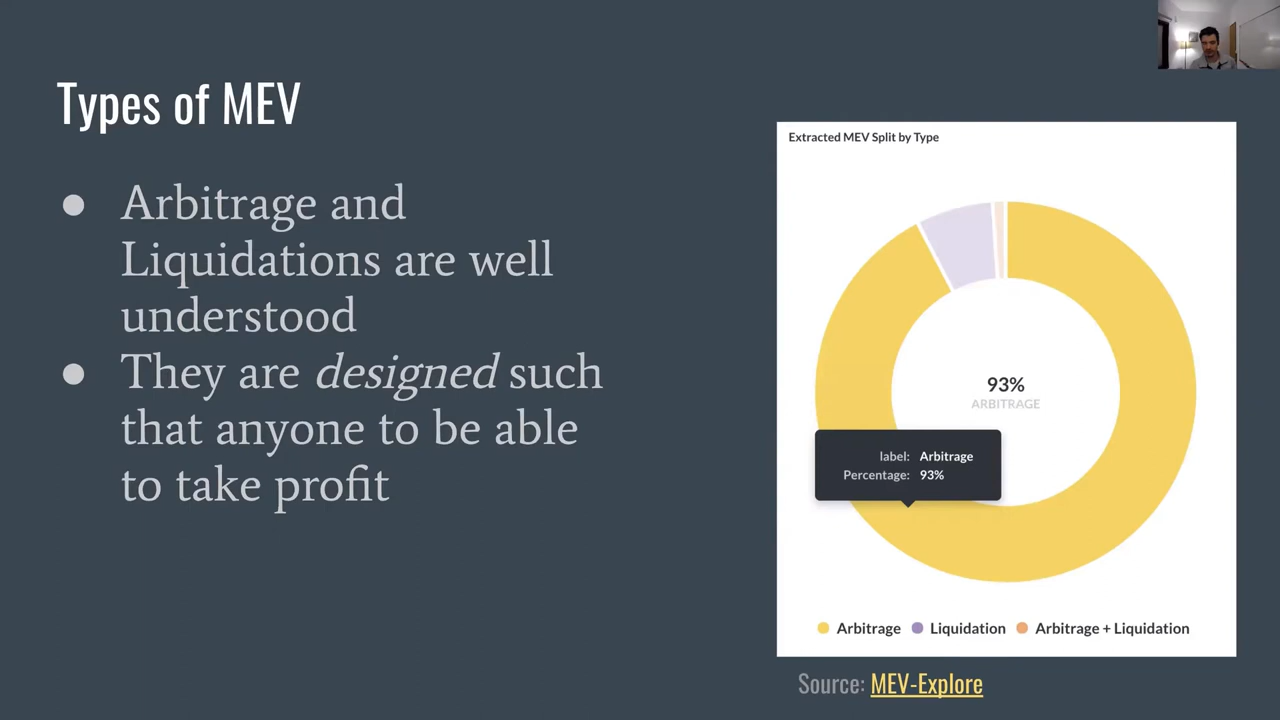 Types of MEV
● Arbitrage and
Liquidations are well
understood
● They are designed such
that anyone to be able
to take profit
Extracted MEV Split by Type
93%
ARBITRAGE
label: Arbitrage
Percentage: 93%
Arbitrage Liquidation Arbitrage + Liquidation
Source: MEV-Explore